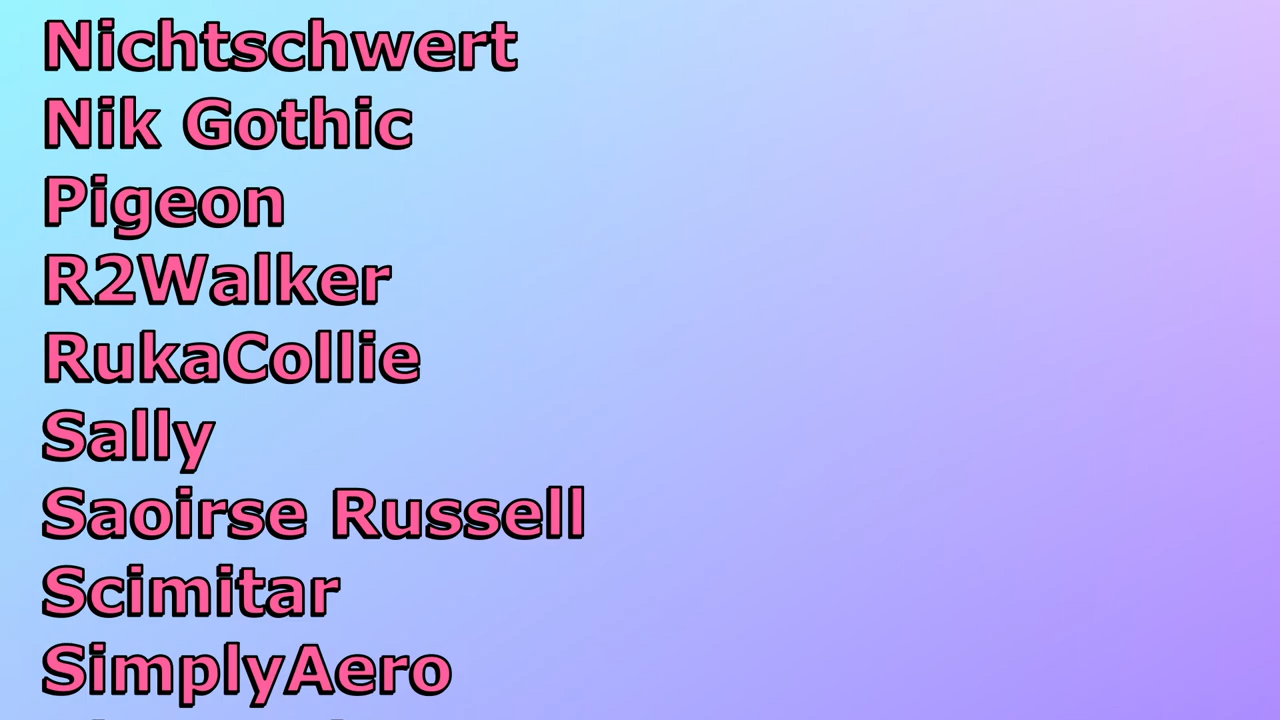 Nichtschwert
Nik Gothic
Pigeon
R2Walker
RukaCollie
Sally
Saoirse Russell
Scimitar
SimplyAero